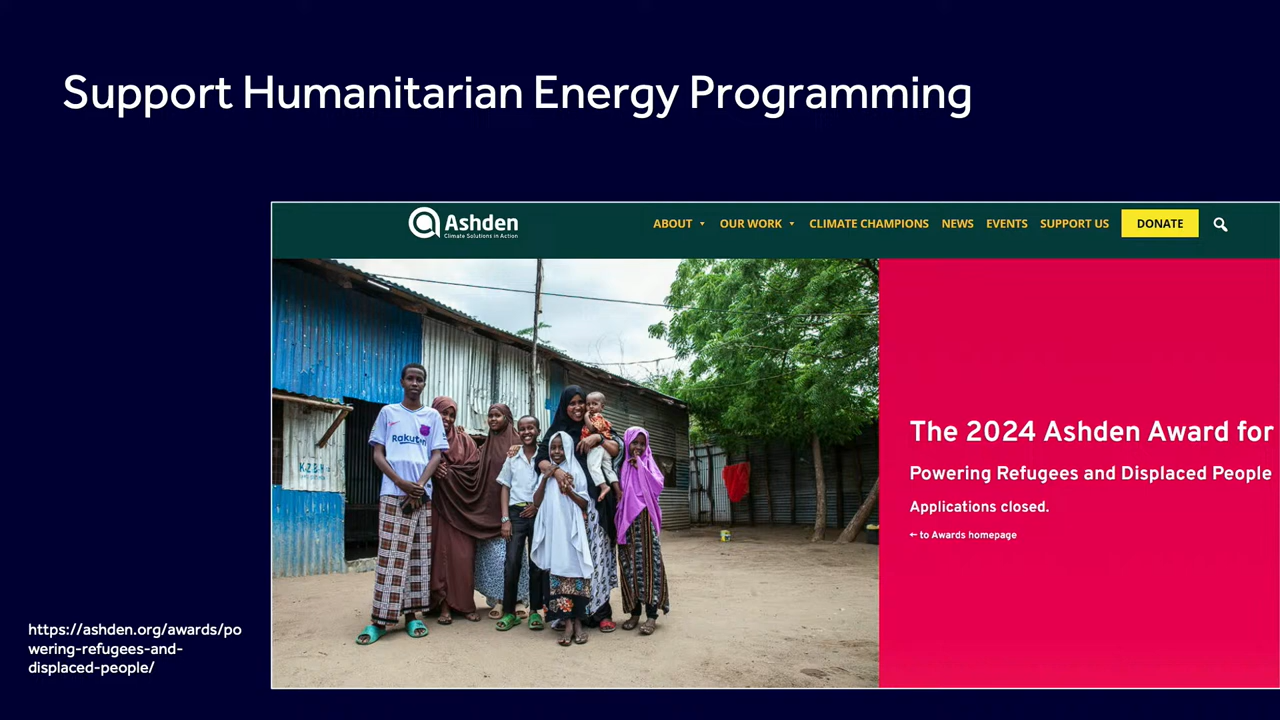 Support Humanitarian Energy Programming
Ashden
Climate Solutions in Action
ABOUT
OUR WORK
CLIMATE CHAMPIONS
NEWS
EVENTS
SUPPORT US
DONATE
Rakuten
The 2024 Ashden Award for
Powering Refugees and Displaced People
Applications closed.
← to Awards homepage
https://ashden.org/awards/po
wering-refugees-and-
displaced-people/